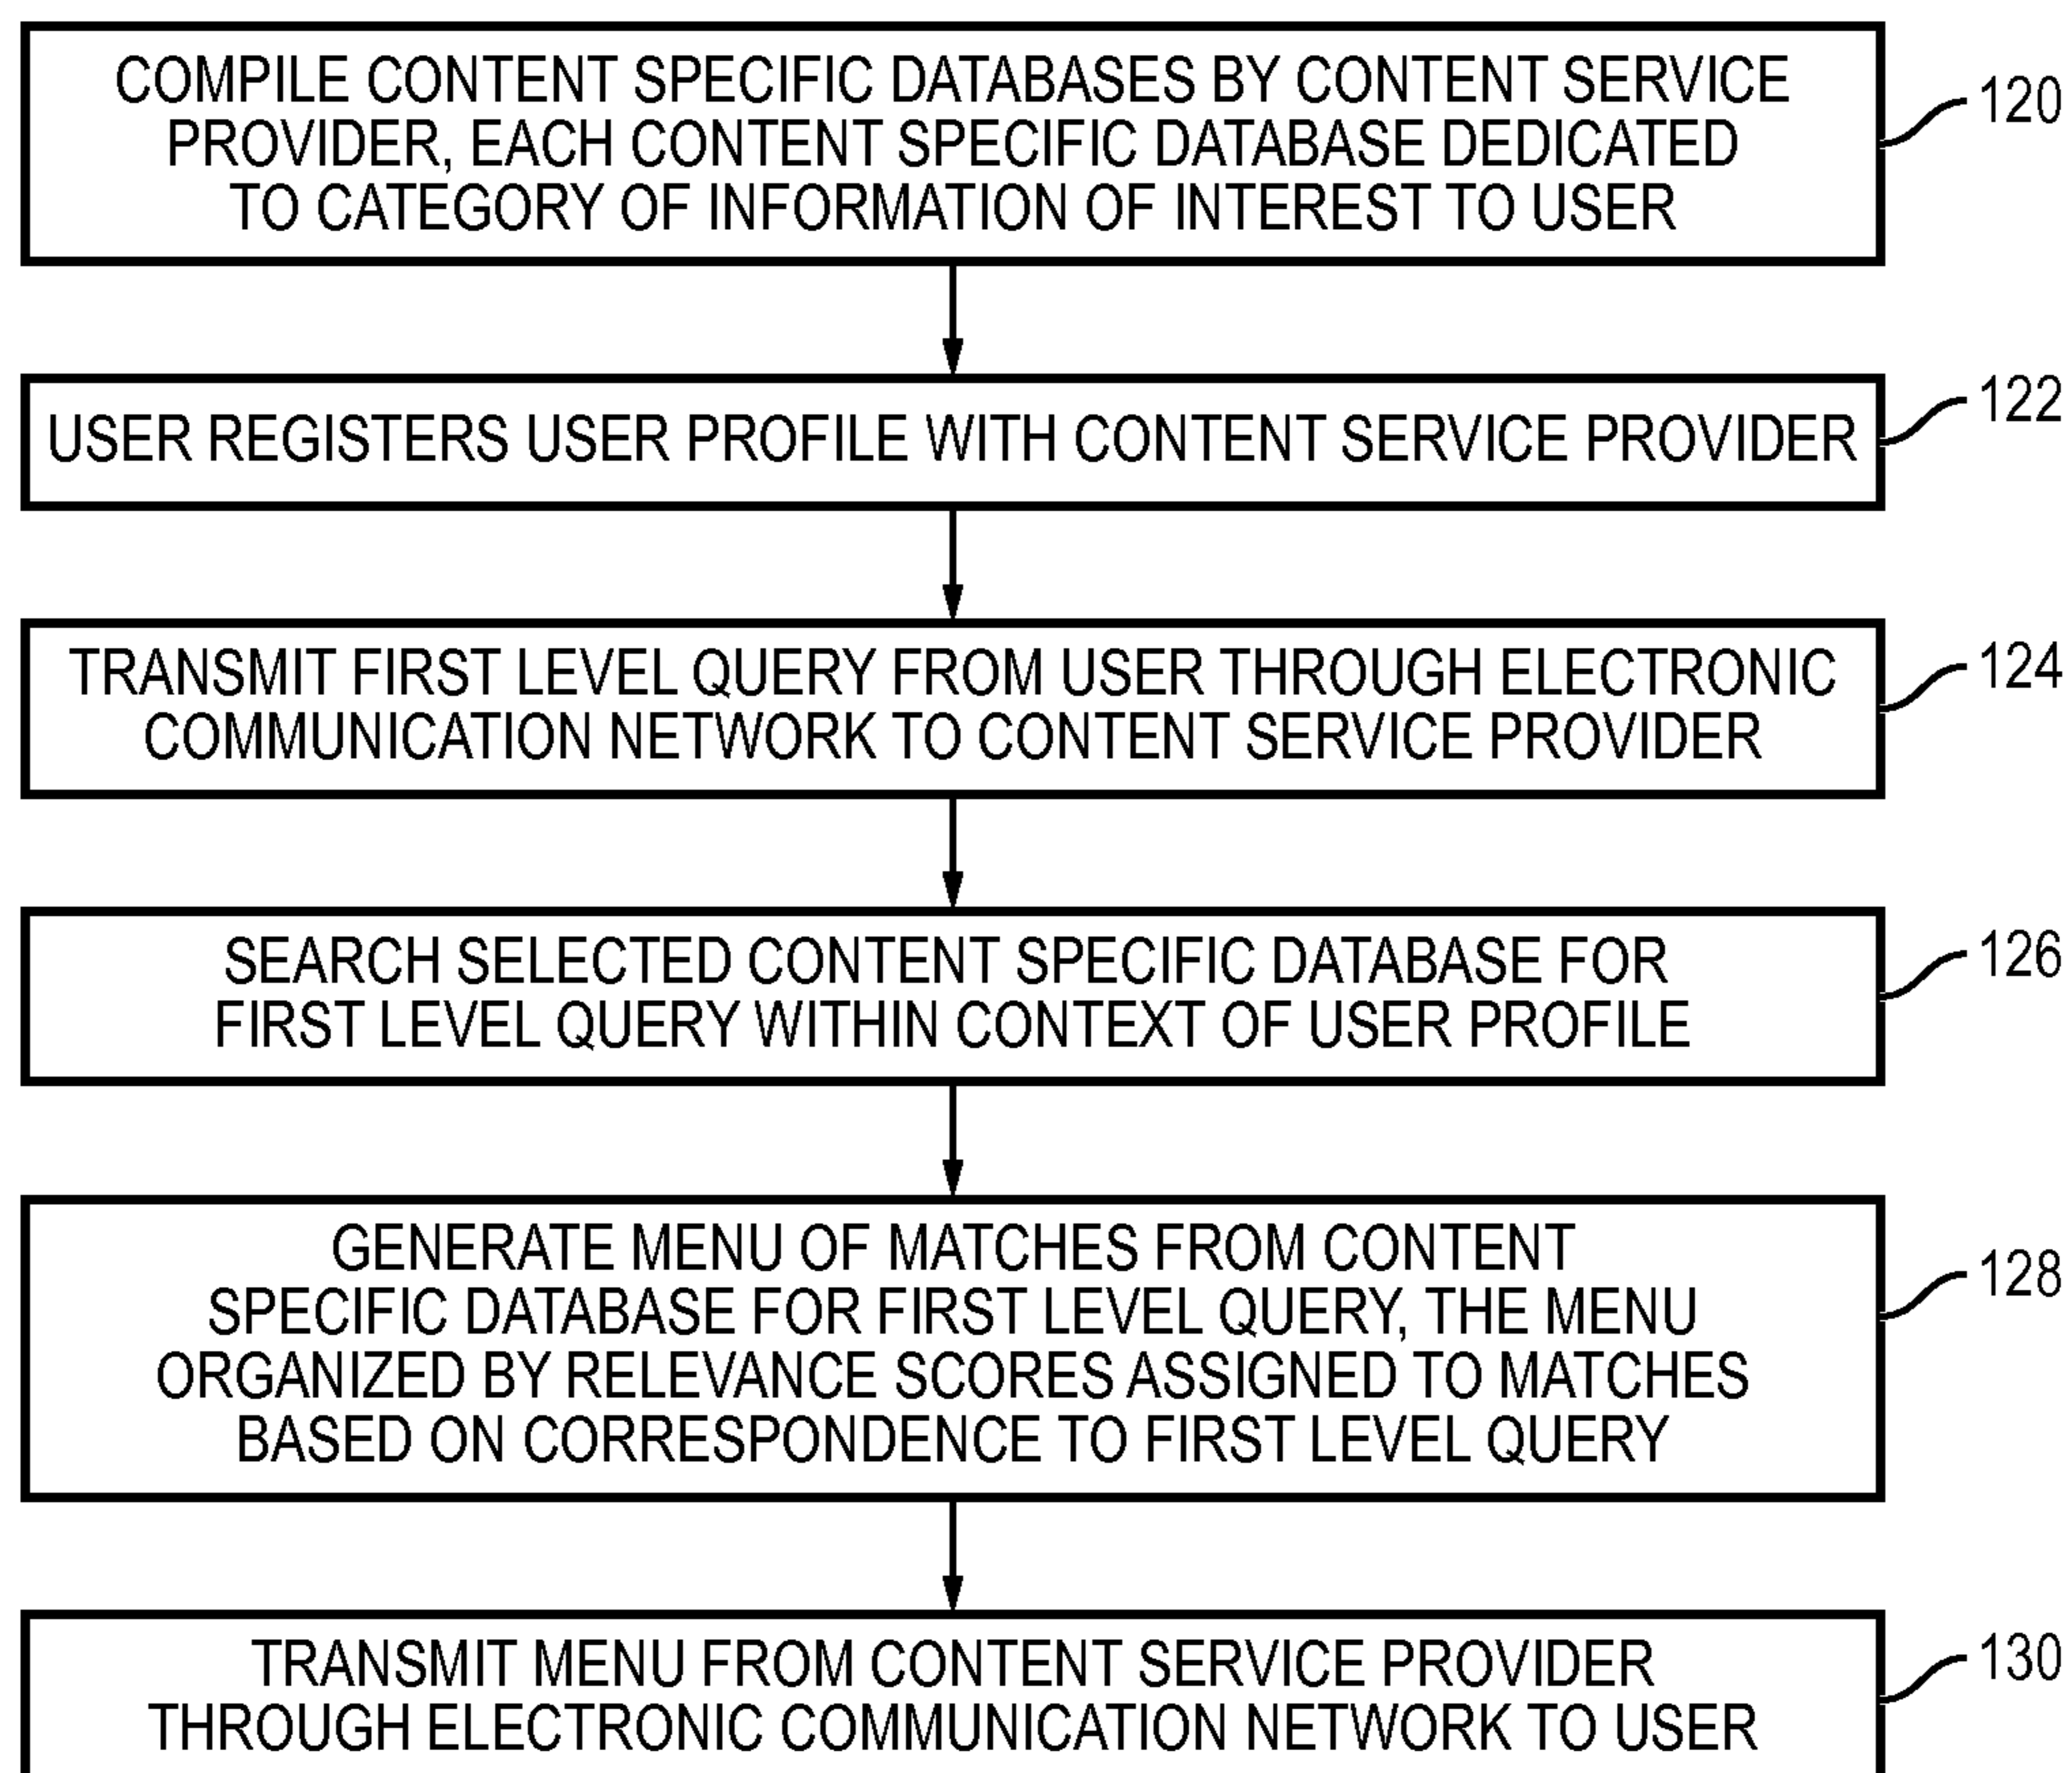 COMPILE CONTENT SPECIFIC DATABASES BY CONTENT SERVICE
PROVIDER, EACH CONTENT SPECIFIC DATABASE DEDICATED
TO CATEGORY OF INFORMATION OF INTEREST TO USER
120
USER REGISTERS USER PROFILE WITH CONTENT SERVICE PROVIDER
122
TRANSMIT FIRST LEVEL QUERY FROM USER THROUGH ELECTRONIC
COMMUNICATION NETWORK TO CONTENT SERVICE PROVIDER
124
SEARCH SELECTED CONTENT SPECIFIC DATABASE FOR
FIRST LEVEL QUERY WITHIN CONTEXT OF USER PROFILE
126
GENERATE MENU OF MATCHES FROM CONTENT
SPECIFIC DATABASE FOR FIRST LEVEL QUERY, THE MENU
ORGANIZED BY RELEVANCE SCORES ASSIGNED TO MATCHES
BASED ON CORRESPONDENCE TO FIRST LEVEL QUERY
128
TRANSMIT MENU FROM CONTENT SERVICE PROVIDER
THROUGH ELECTRONIC COMMUNICATION NETWORK TO USER
130